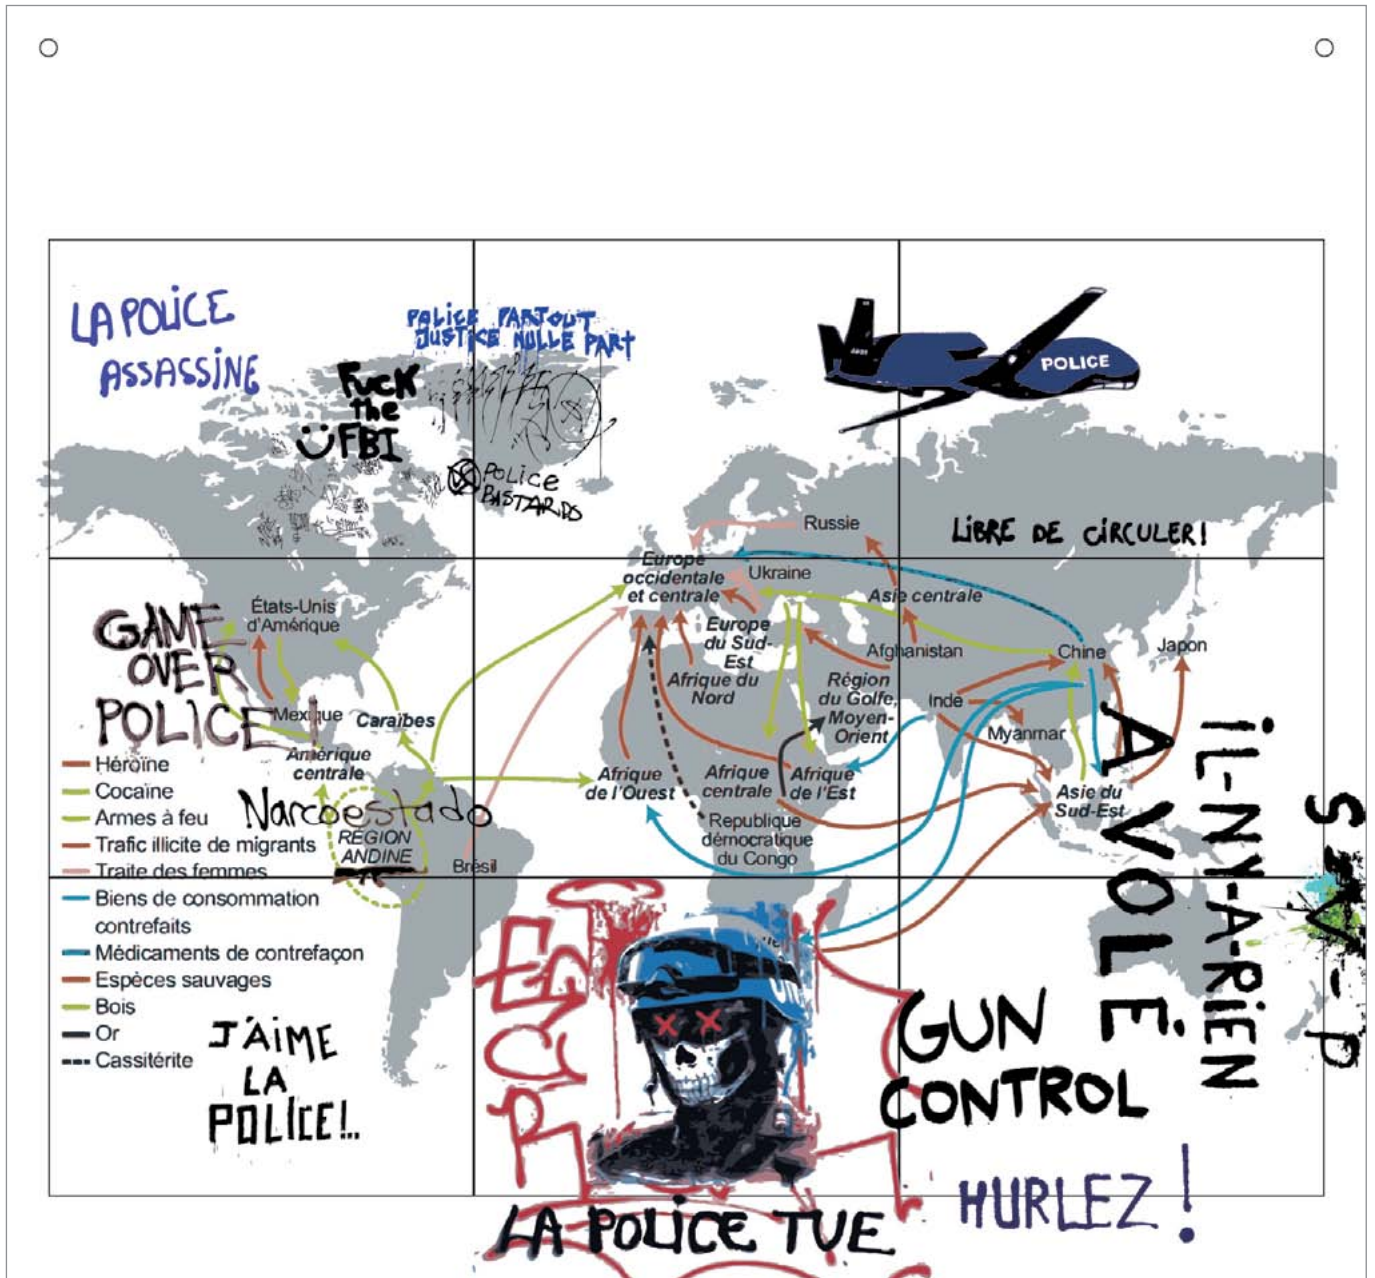 LA POLICE
ASSASSINE
POLICE PARTOUT
JUSTICE NULLE PART
FUCK
the
FBI
POLICE
BASTARDS
POLICE
LIBRE DE CIRCULER!
Russie
Europe
occidentale
et centrale
Ukraine
Asie centrale
États-Unis
d'Amérique
GAME
OVER
POLICE!
Europe
du Sud-
Est
Afghanistan
Chine
Japon
Afrique du
Nord
Région
du Golfe,
Moyen-
Orient
Inde
Myanmar
Mexique
Caraïbes
Amérique
centrale
Afrique
de l'Ouest
Afrique
centrale
Afrique
de l'Est
Asie du
Sud-Est
Narcoestado
RÉGION
ANDINE
Brésil
Republique
démocratique
du Congo
Héroïne
Cocaïne
Armes à feu
Trafic illicite de migrants
Traite des femmes
Biens de consommation
contrefaits
Médicaments de contrefaçon
Espèces sauvages
Bois
Or
Cassitérite
S-V-P
iL-NY-A-RiEN
A VOLÉ
J'AiME
LA
POLICE!..
GUN
CONTROL
HURLEZ!
LA POLiCE TUE